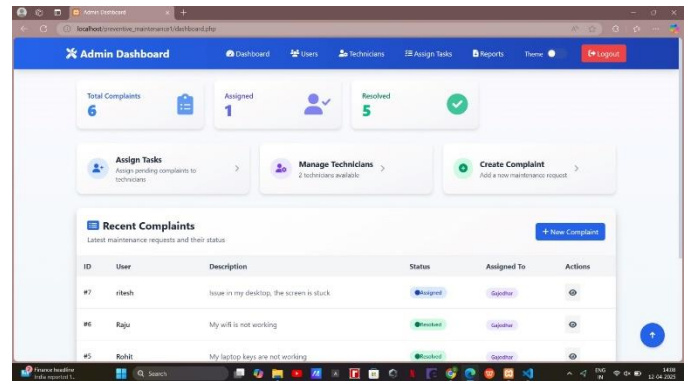 Admin Dashboard
localhost/preventive_maintenance1/dashboard.php
Admin Dashboard Dashboard Users Technicians Assign Tasks Reports Theme Logout
Total Complaints
6
Assigned
1
Resolved
5
Assign Tasks
Assign pending complaints to
technicians
Manage Technicians
2 technicians available
Create Complaint
Add a new maintenance request
Recent Complaints
Latest maintenance requests and their status
+ New Complaint
ID User Description Status Assigned To Actions
#7 ritesh Issue in my desktop, the screen is stuck Assigned Gajodhar
#6 Raju My wifi is not working Resolved Gajodhar
#5 Rohit My laptop keys are not working Resolved Gajodhar
Finance headline
India reported t...
Search
ENG
IN
14:08
12-04-2025